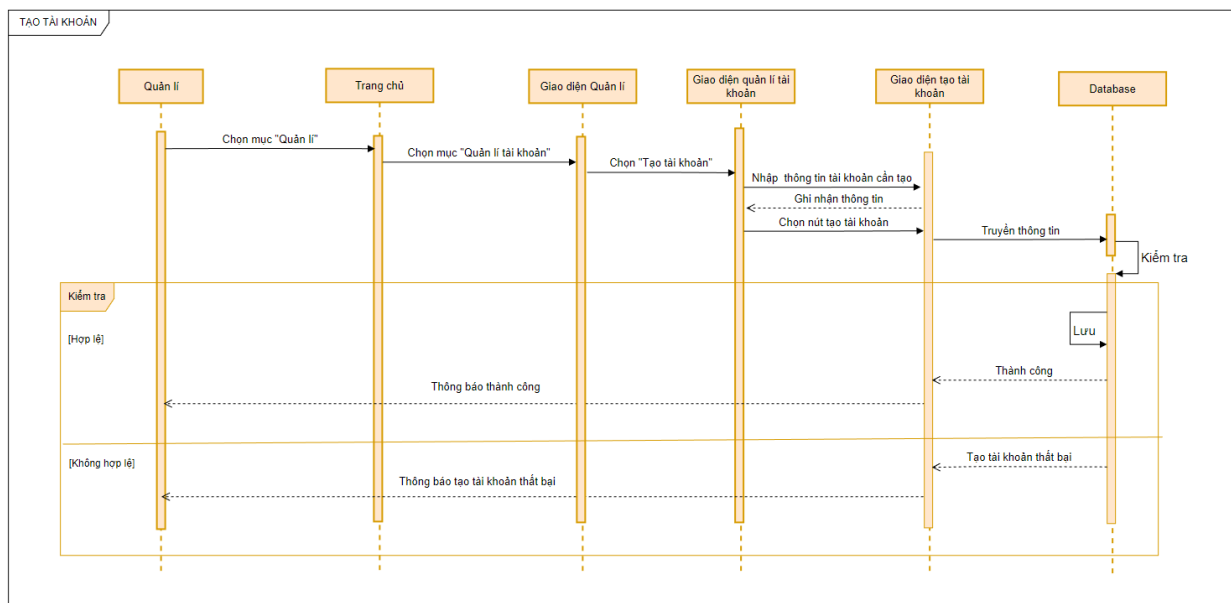 TẠO TÀI KHOẢN
Quản lí
Trang chủ
Giao diện Quản lí
Giao diện quản lí tài
khoản
Giao diện tạo tài
khoản
Database
Chọn mục "Quản lí"
Chọn mục "Quản lí tài khoản"
Chọn "Tạo tài khoản"
Nhập thông tin tài khoản cần tạo
Ghi nhận thông tin
Chọn nút tạo tài khoản
Truyền thông tin
Kiểm tra
Kiểm tra
[Hợp lệ]
Lưu
Thành công
Thông báo thành công
[Không hợp lệ]
Tạo tài khoản thất bại
Thông báo tạo tài khoản thất bại